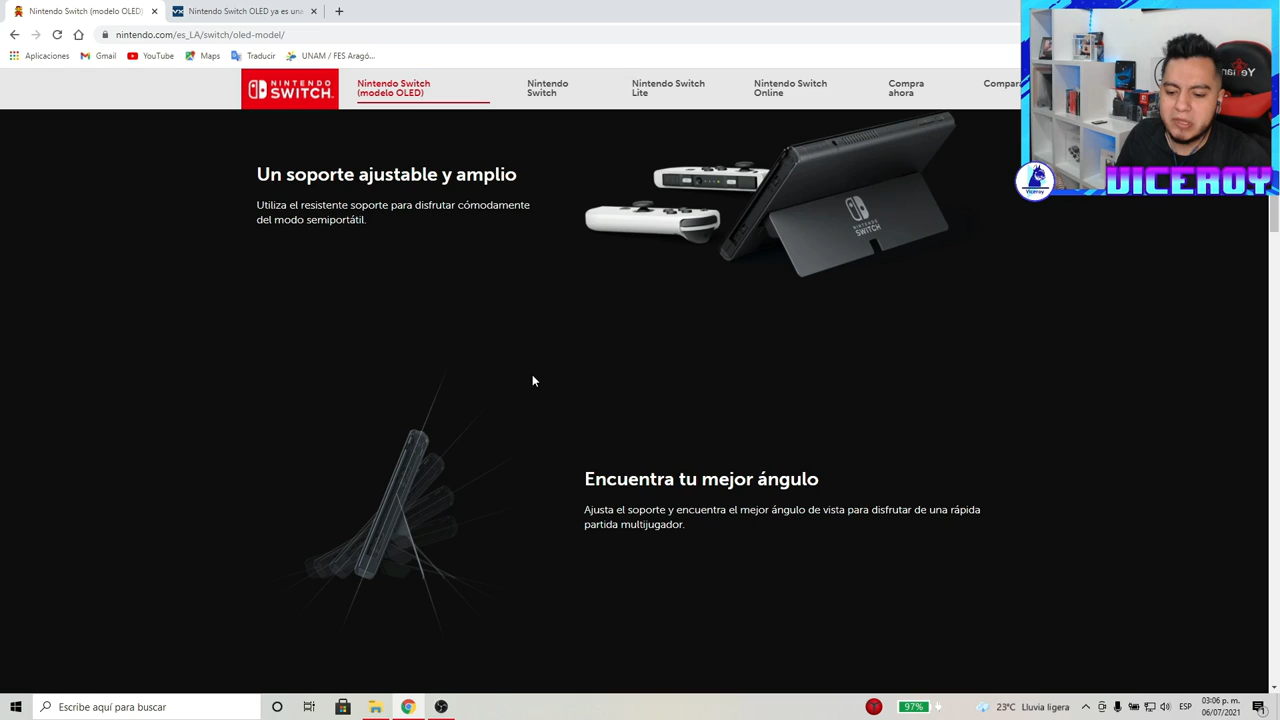 Nintendo Switch (modelo OLED)
Nintendo Switch OLED ya es una
nintendo.com/es_LA/switch/oled-model/
Aplicaciones
Gmail
YouTube
Maps
Traducir
UNAM / FES Aragó...
NINTENDO
SWITCH
Nintendo Switch
(modelo OLED)
Nintendo
Switch
Nintendo Switch
Lite
Nintendo Switch
Online
Compra
ahora
Compara
Un soporte ajustable y amplio
Utiliza el resistente soporte para disfrutar cómodamente
del modo semiportátil.
NINTENDO
SWITCH
Viceroy
VICEROY
Encuentra tu mejor ángulo
Ajusta el soporte y encuentra el mejor ángulo de vista para disfrutar de una rápida
partida multijugador.
Escribe aquí para buscar
97%
23°C Lluvia ligera
ESP
03:06 p. m.
06/07/2021